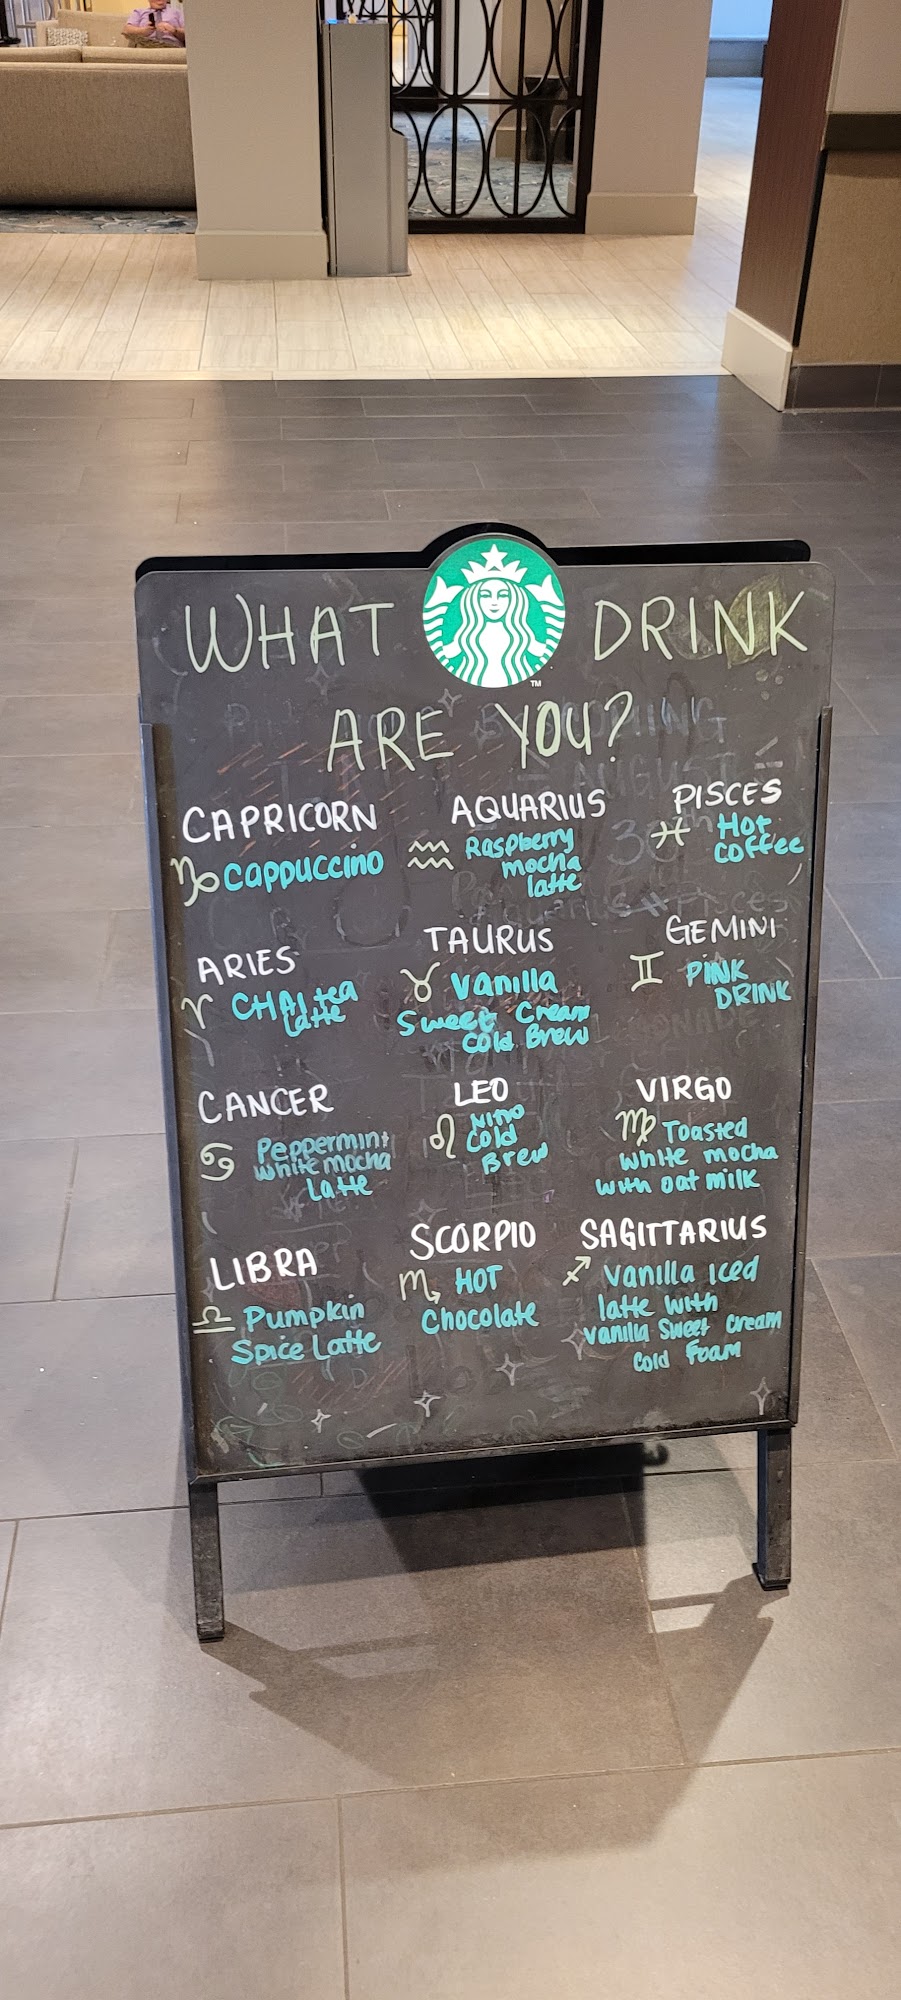 WHAT DRINK
ARE YOU?
CAPRICORN
Cappuccino
AQUARIUS
Raspberry
mocha
latte
PISCES
Hot
coffee
ARIES
CHAI tea
Latte
TAURUS
Vanilla
Sweet Cream
Cold Brew
GEMINI
PINK
DRINK
CANCER
Peppermint
white mocha
Latte
LEO
Nitro
Cold
Brew
VIRGO
Toasted
white mocha
with oat milk
LIBRA
Pumpkin
Spice Latte
SCORPIO
HOT
Chocolate
SAGITTARIUS
Vanilla iced
latte with
Vanilla Sweet Cream
Cold Foam
TM